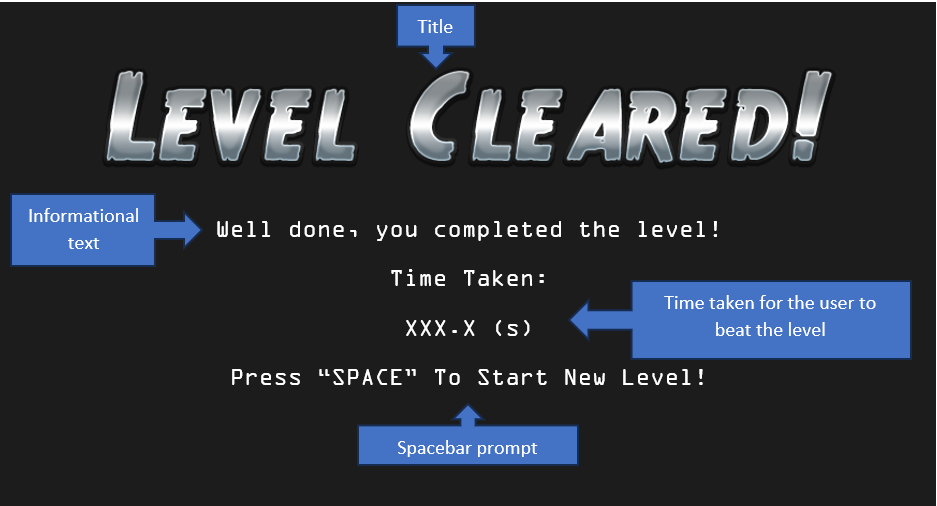 Title
LEVEL CLEARED!
Informational
text
Well done, you completed the level!
Time Taken:
Time taken for the user to
beat the level
XXX.X (s)
Press “SPACE” To Start New Level!
Spacebar prompt